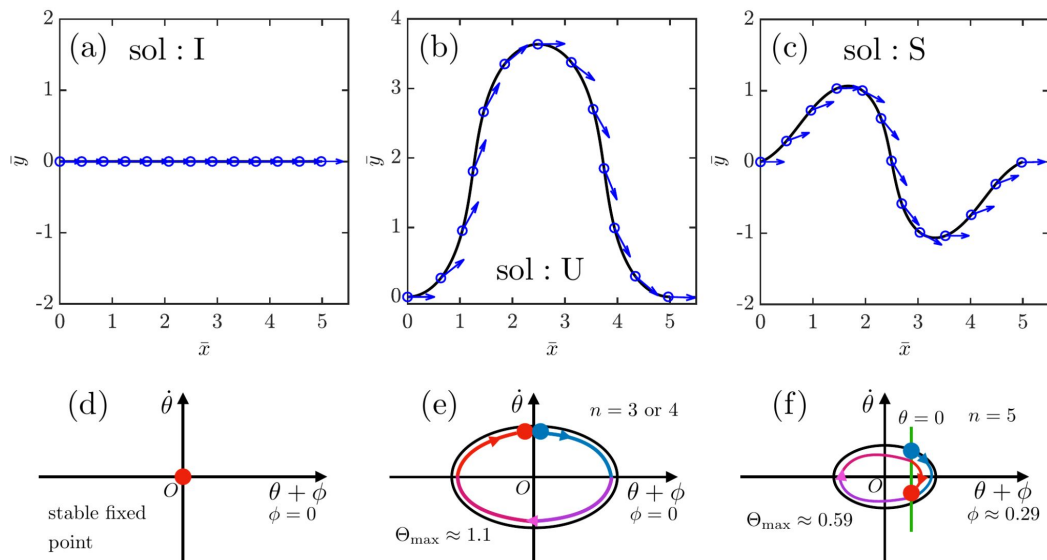 (a)
sol : I
2
1
0
-1
-2
ȳ
0 1 2 3 4 5
x̄
(b)
sol : U
4
3
2
1
0
ȳ
0 1 2 3 4 5
x̄
(c)
sol : S
2
1
0
-1
-2
ȳ
0 1 2 3 4 5
x̄
(d)
θ̇
O
θ + ϕ
ϕ = 0
stable fixed
point
(e)
θ̇
n = 3 or 4
O
θ + ϕ
ϕ = 0
Θmax ≈ 1.1
(f)
θ̇
θ = 0
n = 5
O
θ + ϕ
ϕ ≈ 0.29
Θmax ≈ 0.59